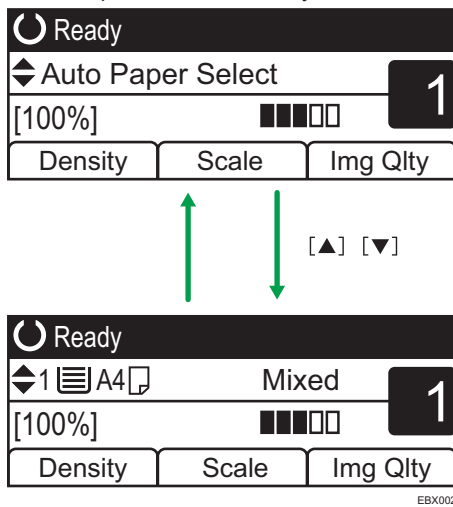 Ready
Auto Paper Select
1
[100%]
Density Scale Img Qlty
[▲] [▼]
Ready
1 A4 Mixed
1
[100%]
Density Scale Img Qlty
EBX002